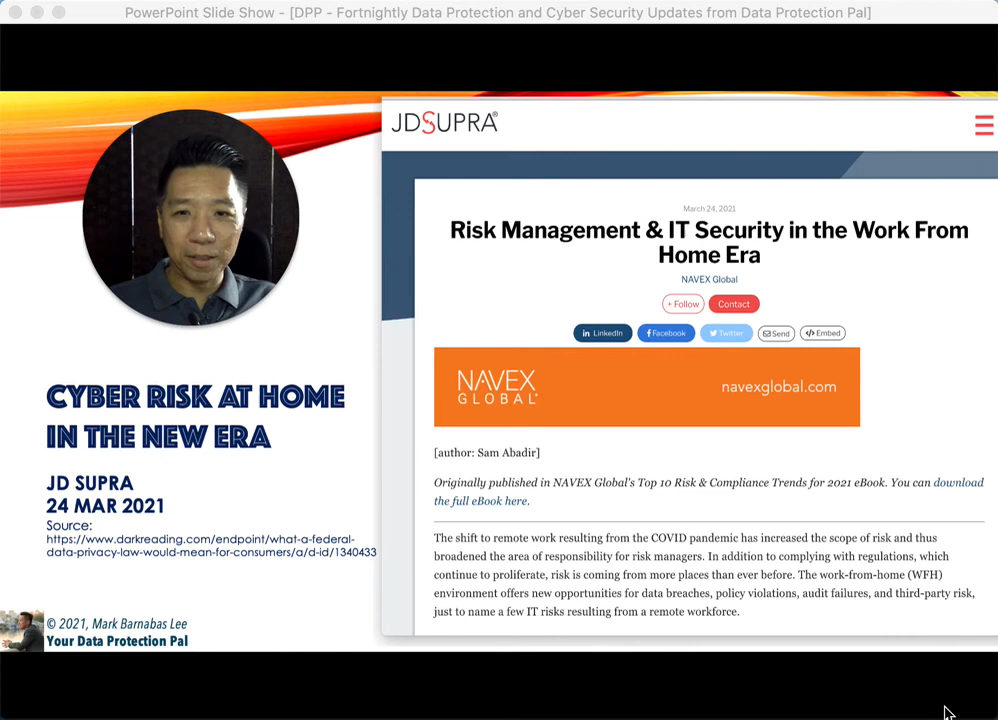 PowerPoint Slide Show - [DPP - Fortnightly Data Protection and Cyber Security Updates from Data Protection Pal]
CYBER RISK AT HOME
IN THE NEW ERA
JD SUPRA
24 MAR 2021
Source:
https://www.darkreading.com/endpoint/what-a-federal-
data-privacy-law-would-mean-for-consumers/a/d-id/1340433
© 2021, Mark Barnabas Lee
Your Data Protection Pal
JDSUPRA®
March 24, 2021
Risk Management & IT Security in the Work From
Home Era
NAVEX Global
+ Follow Contact
LinkedIn Facebook Twitter Send Embed
NAVEX
GLOBAL®
navexglobal.com
[author: Sam Abadir]
Originally published in NAVEX Global's Top 10 Risk & Compliance Trends for 2021 eBook. You can download
the full eBook here.
The shift to remote work resulting from the COVID pandemic has increased the scope of risk and thus
broadened the area of responsibility for risk managers. In addition to complying with regulations, which
continue to proliferate, risk is coming from more places than ever before. The work-from-home (WFH)
environment offers new opportunities for data breaches, policy violations, audit failures, and third-party risk,
just to name a few IT risks resulting from a remote workforce.